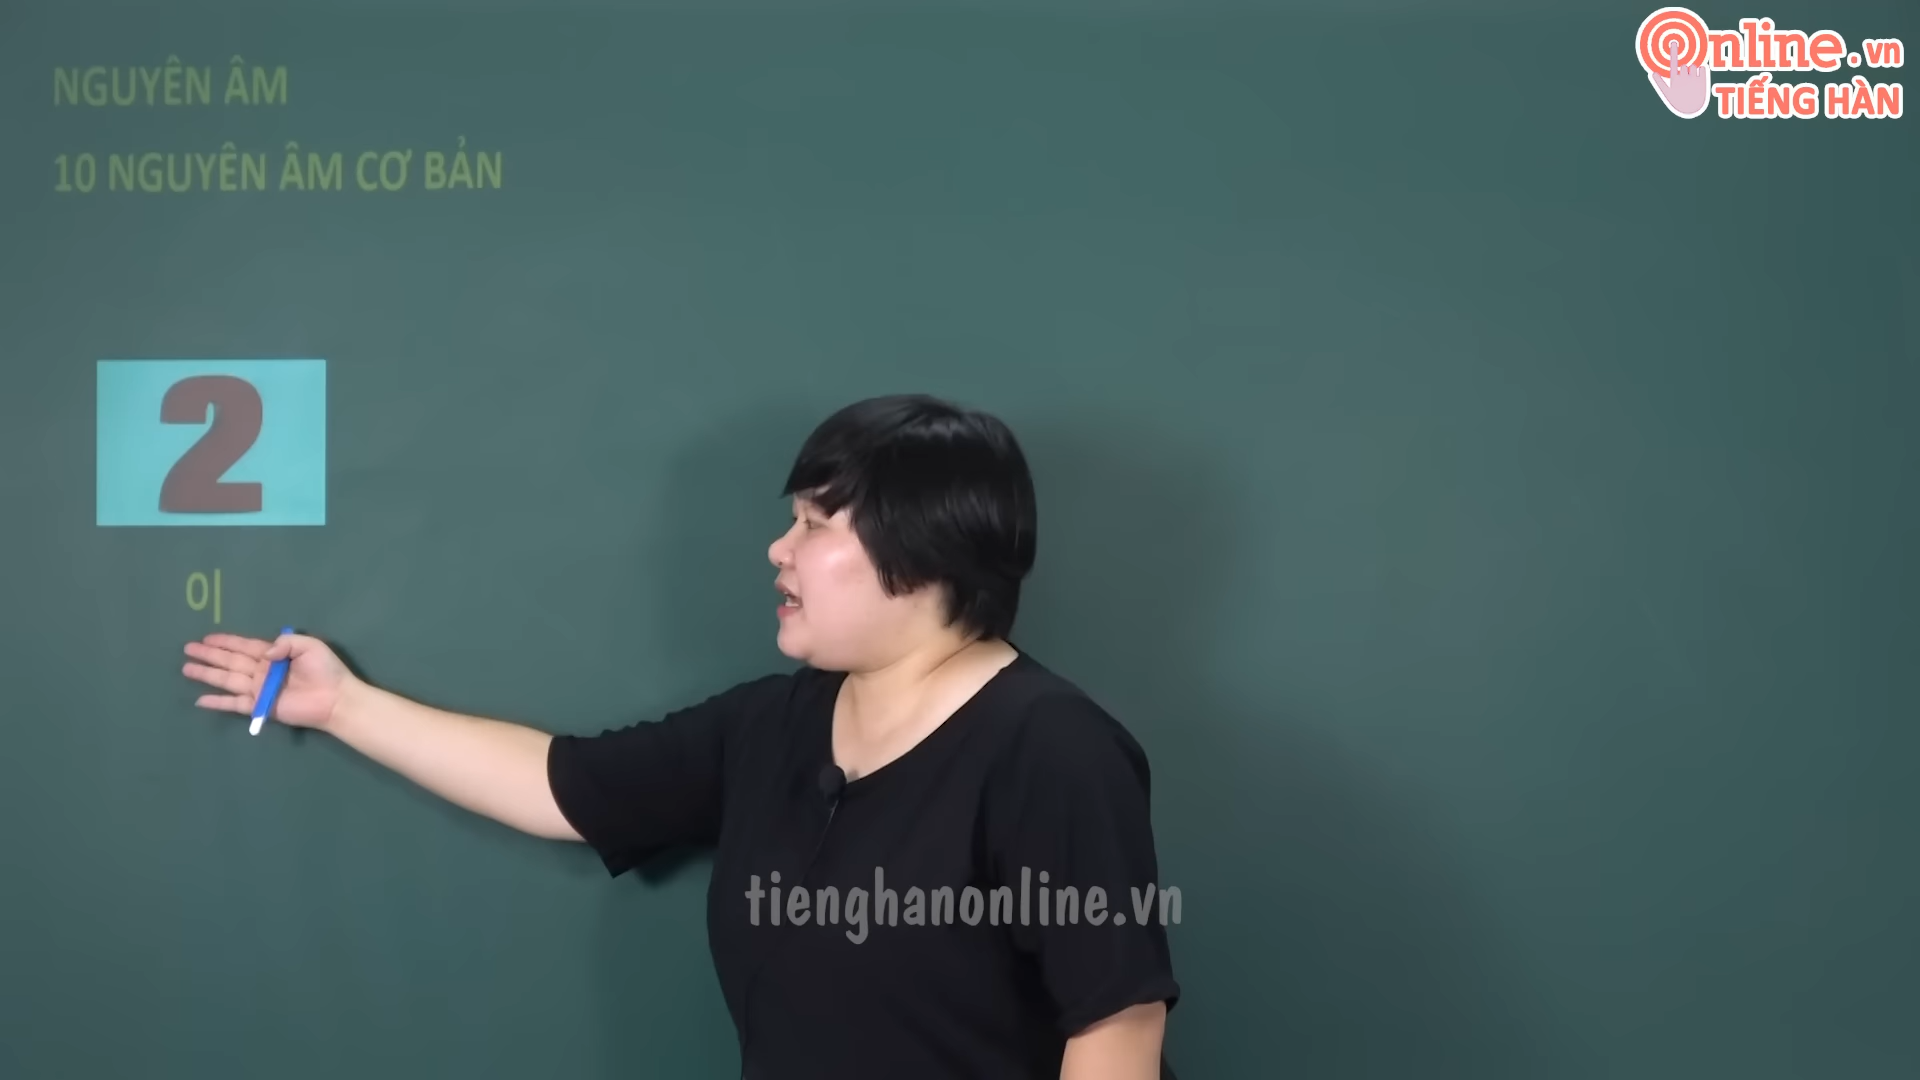 NGUYÊN ÂM
10 NGUYÊN ÂM CƠ BẢN
Online.vn
TIẾNG HÀN
2
이
tienghanonline.vn